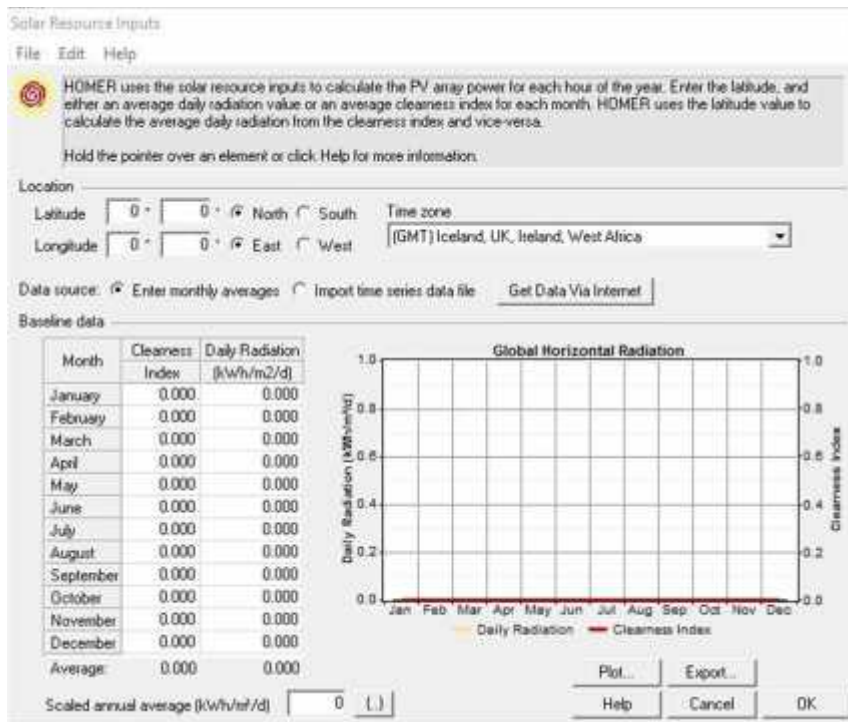 Solar Resource Inputs
File Edit Help
HOMER uses the solar resource inputs to calculate the PV array power for each hour of the year. Enter the latitude, and
either an average daily radiation value or an average clearness index for each month. HOMER uses the latitude value to
calculate the average daily radiation from the clearness index and vice-versa.
Hold the pointer over an element or click Help for more information.
Location
Latitude 0 ° 0 ' North South Time zone
Longitude 0 ° 0 ' East West (GMT) Iceland, UK, Ireland, West Africa
Data source: Enter monthly averages Import time series data file Get Data Via Internet
Baseline data
Month Clearness Index Daily Radiation (kWh/m2/d)
January 0.000 0.000
February 0.000 0.000
March 0.000 0.000
April 0.000 0.000
May 0.000 0.000
June 0.000 0.000
July 0.000 0.000
August 0.000 0.000
September 0.000 0.000
October 0.000 0.000
November 0.000 0.000
December 0.000 0.000
Average: 0.000 0.000
Scaled annual average (kWh/m²/d) 0 {..}
Global Horizontal Radiation
Daily Radiation (kWh/m²/d)
1.0 1.0
0.8 0.8
0.6 0.6
0.4 0.4
0.2 0.2
0.0 0.0
Clearness Index
Jan Feb Mar Apr May Jun Jul Aug Sep Oct Nov Dec
Daily Radiation Clearness Index
Plot... Export...
Help Cancel OK